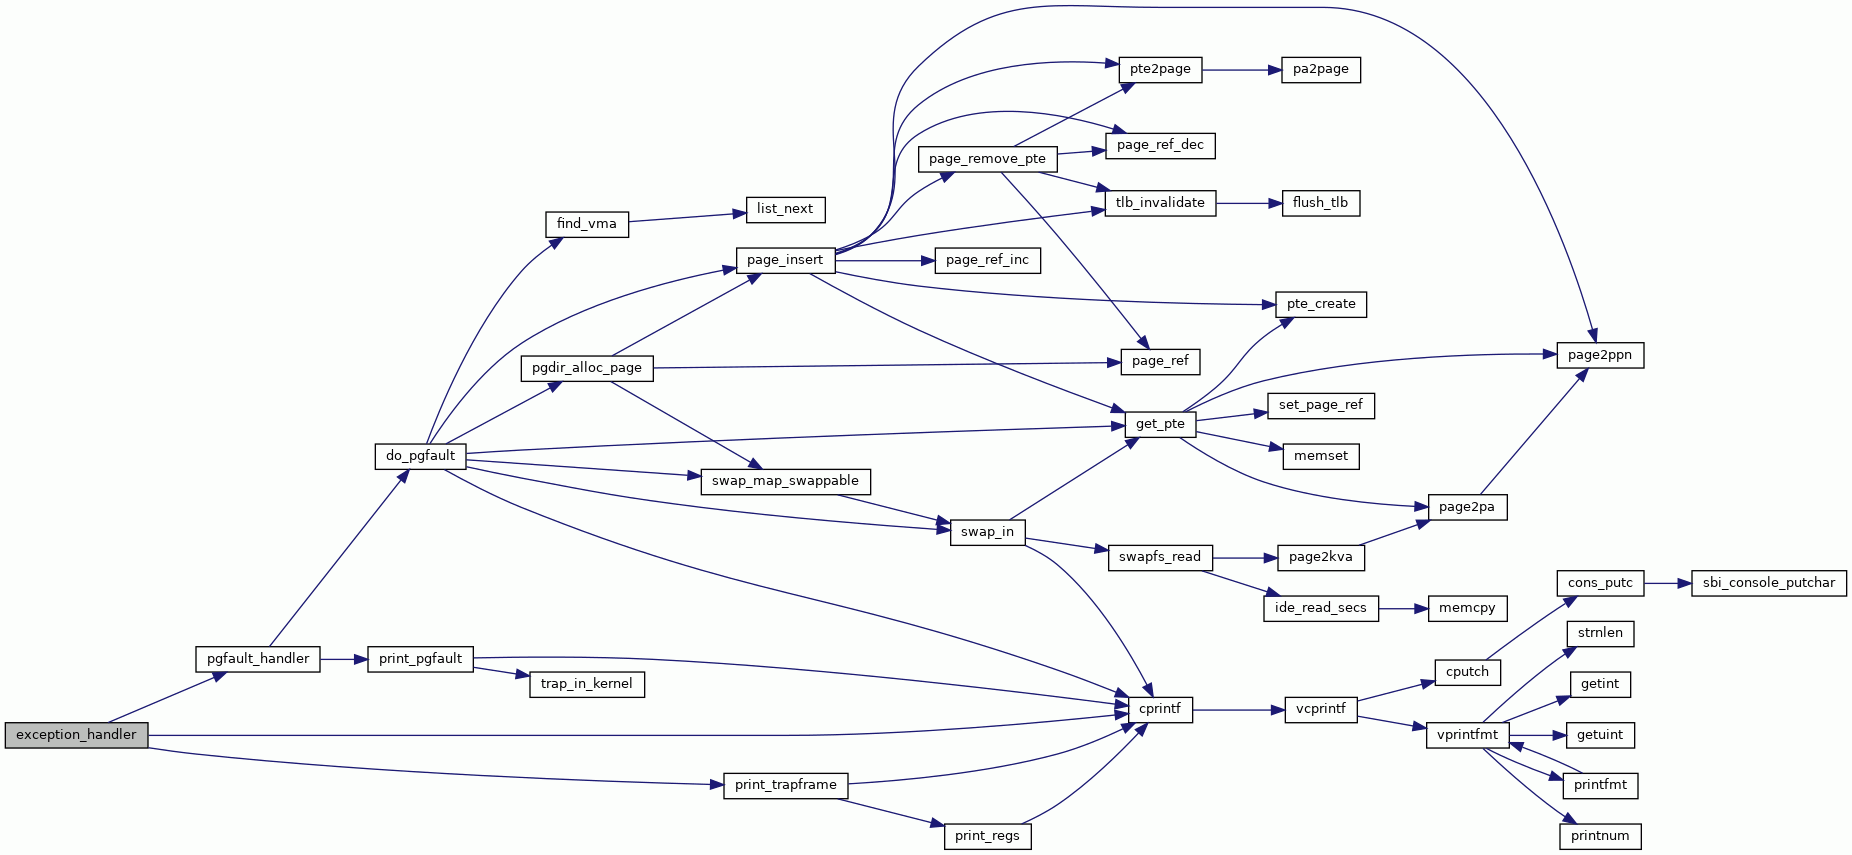 pte2page
pa2page
page_ref_dec
page_remove_pte
list_next
tlb_invalidate
flush_tlb
find_vma
page_insert
page_ref_inc
pte_create
page2ppn
page_ref
pgdir_alloc_page
set_page_ref
get_pte
do_pgfault
memset
swap_map_swappable
page2pa
swap_in
swapfs_read
page2kva
cons_putc
sbi_console_putchar
ide_read_secs
memcpy
strnlen
pgfault_handler
print_pgfault
cputch
trap_in_kernel
getint
cprintf
vcprintf
exception_handler
vprintfmt
getuint
print_trapframe
printfmt
print_regs
printnum